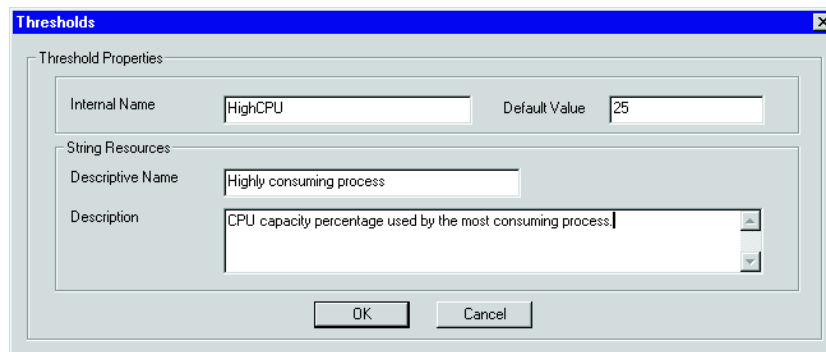 Thresholds
Threshold Properties
Internal Name HighCPU Default Value 25
String Resources
Descriptive Name Highly consuming process
Description CPU capacity percentage used by the most consuming process.
OK Cancel